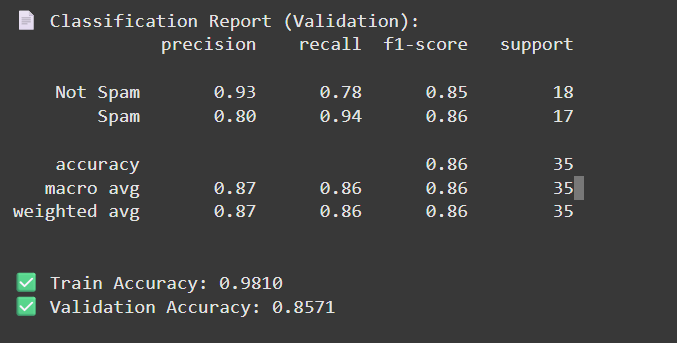 Classification Report (Validation):
precision recall f1-score support
Not Spam 0.93 0.78 0.85 18
Spam 0.80 0.94 0.86 17
accuracy 0.86 35
macro avg 0.87 0.86 0.86 35
weighted avg 0.87 0.86 0.86 35
Train Accuracy: 0.9810
Validation Accuracy: 0.8571